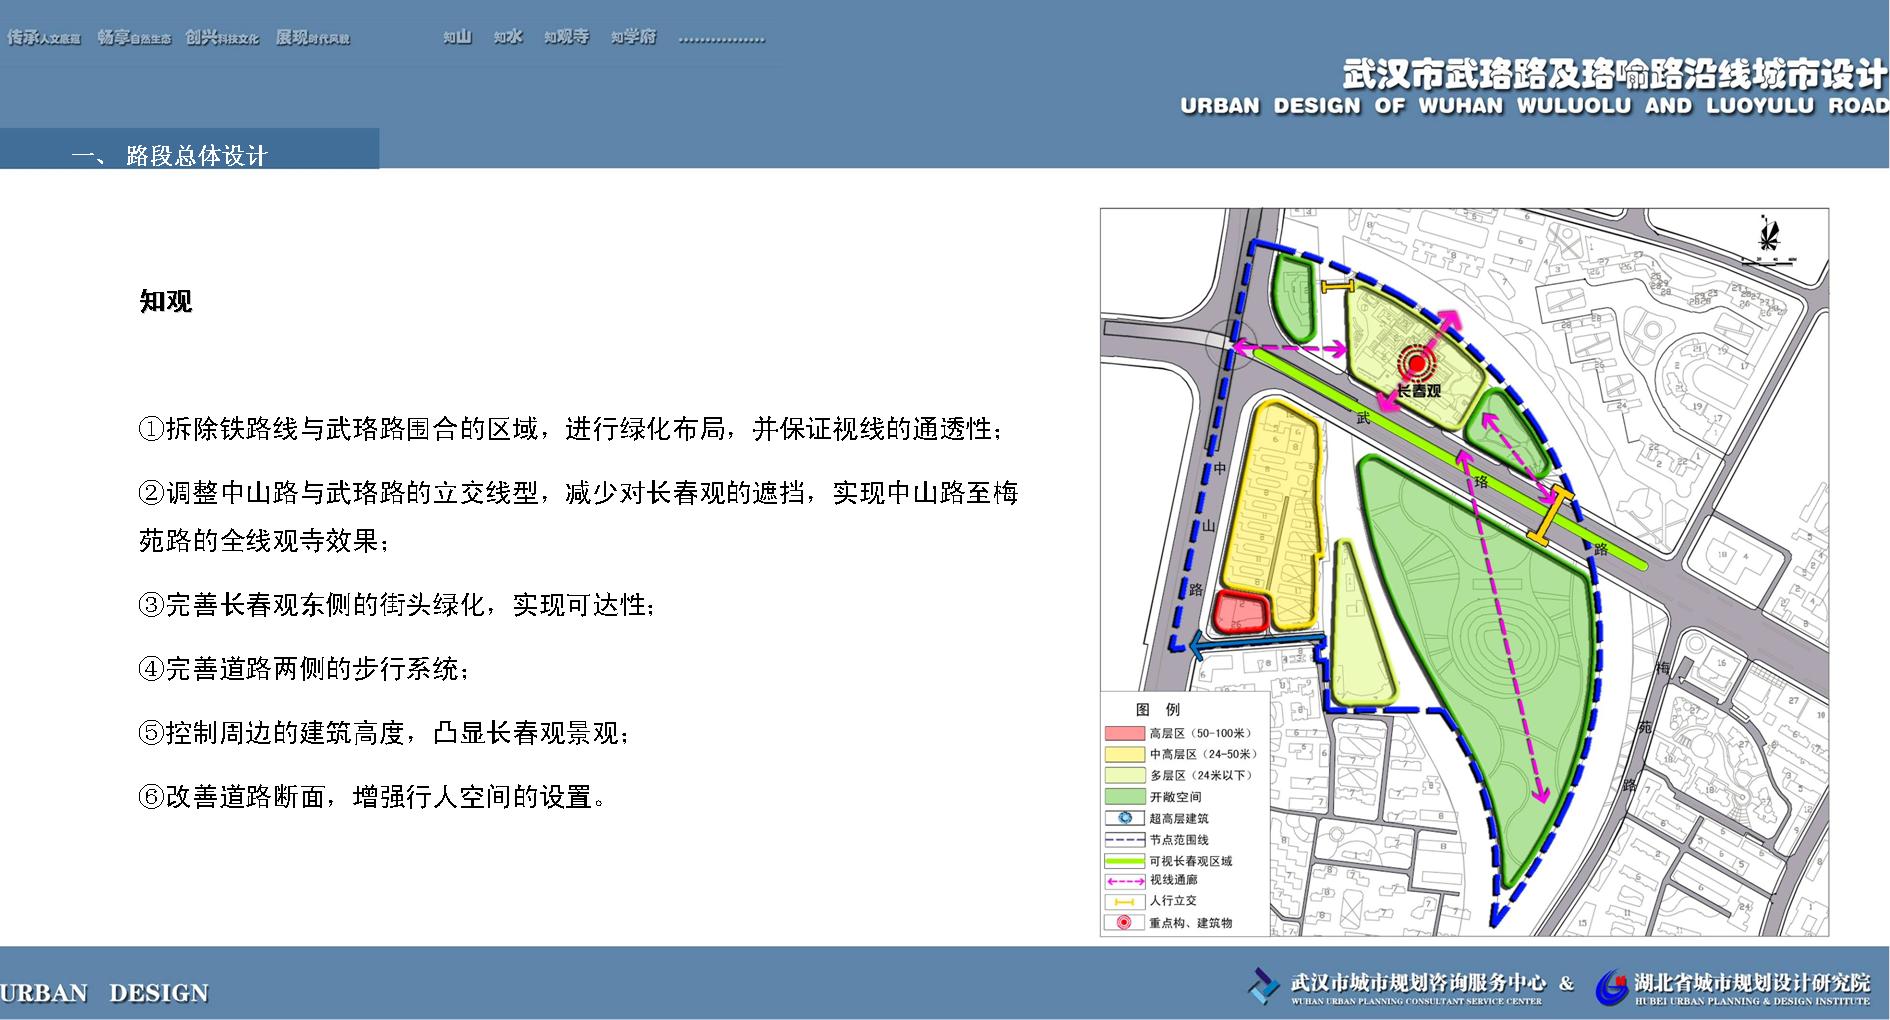 传承人文底蕴 畅享自然生态 创兴科技文化 展现时代风貌 知山 知水 知观寺 知学府 ................
武汉市武珞路及珞喻路沿线城市设计
URBAN DESIGN OF WUHAN WULUOLU AND LUOYULU ROAD
一、 路段总体设计
知观
①拆除铁路线与武珞路围合的区域，进行绿化布局，并保证视线的通透性；
②调整中山路与武珞路的立交线型，减少对长春观的遮挡，实现中山路至梅
苑路的全线观寺效果；
③完善长春观东侧的街头绿化，实现可达性；
④完善道路两侧的步行系统；
⑤控制周边的建筑高度，凸显长春观景观；
⑥改善道路断面，增强行人空间的设置。
长春观
武
珞
路
中
山
路
梅
苑
路
图 例
高层区（50-100米）
中高层区（24-50米）
多层区（24米以下）
开敞空间
超高层建筑
节点范围线
可视长春观区域
视线通廊
人行立交
重点构、建筑物
URBAN DESIGN
武汉市城市规划咨询服务中心 &
WUHAN URBAN PLANNING CONSULTANT SERVICE CENTER
湖北省城市规划设计研究院
HUBEI URBAN PLANNING & DESIGN INSTITUTE